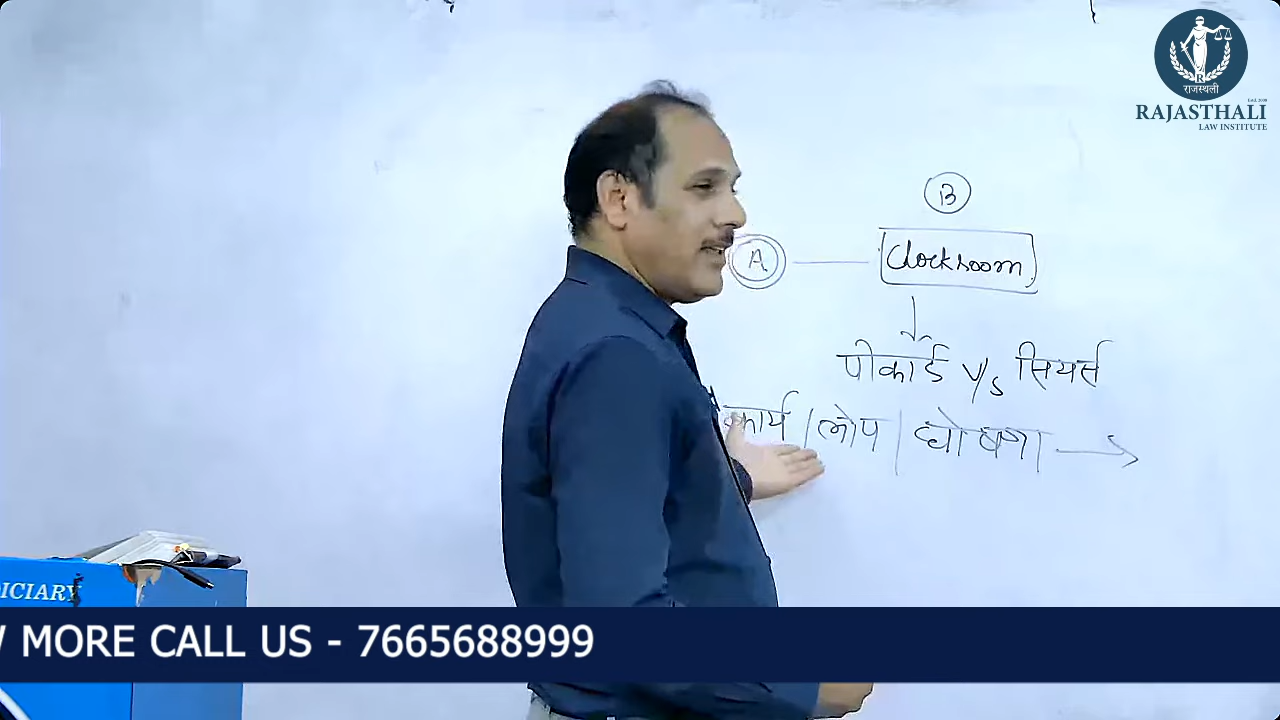 राजस्थली
RAJASTHALI
LAW INSTITUTE
B
A
Clockroom
पीकार्ड v/s सियर्स
कार्य / लोप / घोषणा
ICIARY
MORE CALL US - 7665688999